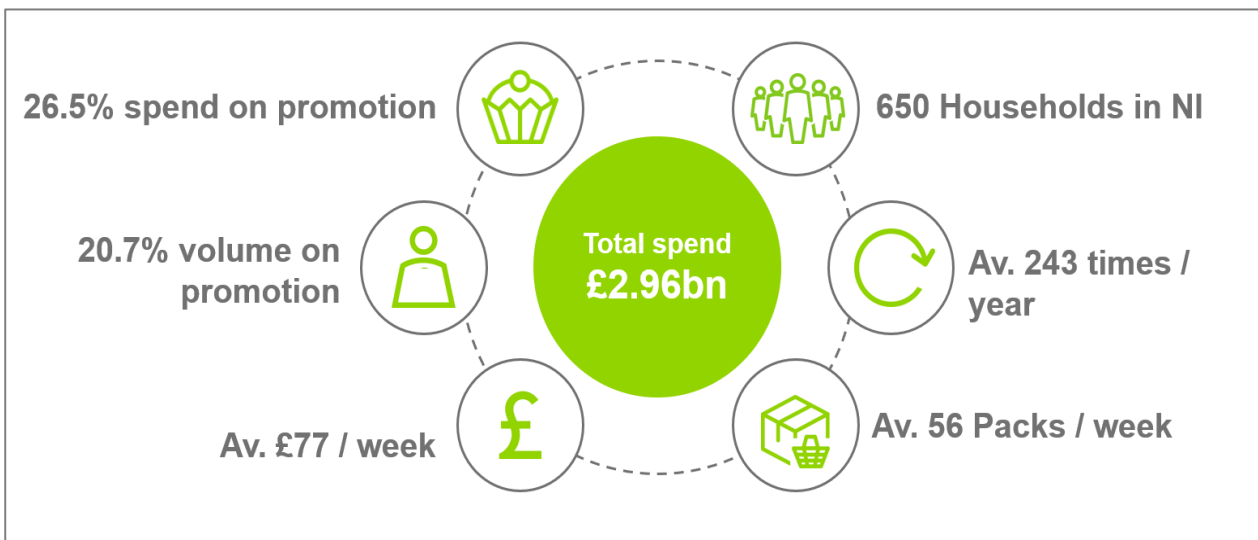 26.5% spend on promotion
650 Households in NI
20.7% volume on
promotion
Total spend
£2.96bn
Av. 243 times /
year
Av. £77 / week
£
Av. 56 Packs / week